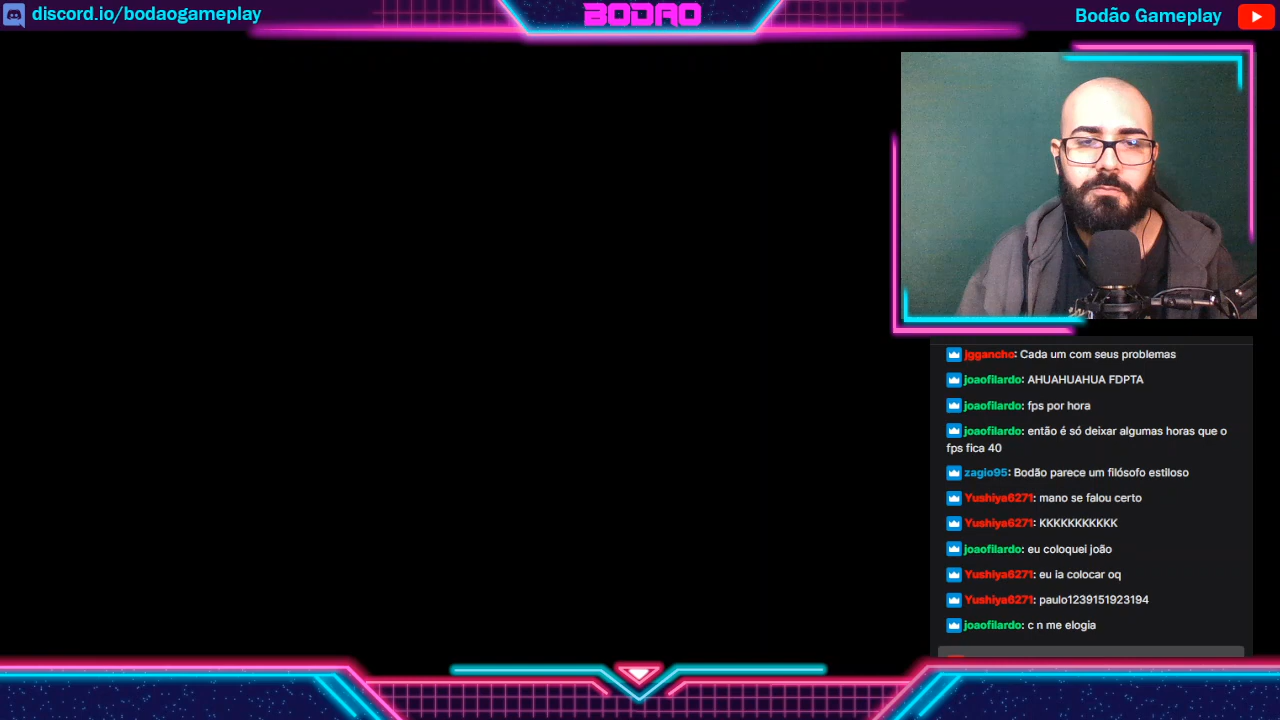 discord.io/bodaogameplay
BODAO
Bodão Gameplay
jggancho: Cada um com seus problemas
joaofilardo: AHUAHUAHUA FDPTA
joaofilardo: fps por hora
joaofilardo: então é só deixar algumas horas que o
fps fica 40
zagio95: Bodão parece um filósofo estiloso
Yushiya6271: mano se falou certo
Yushiya6271: KKKKKKKKKKK
joaofilardo: eu coloquei joão
Yushiya6271: eu ia colocar oq
Yushiya6271: paulo1239151923194
joaofilardo: c n me elogia